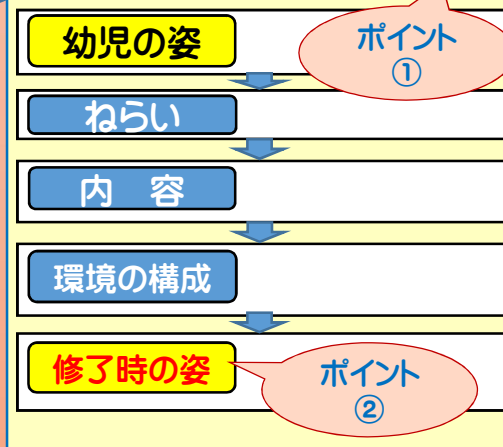 幼児の姿
ポイント
①
ねらい
内　容
環境の構成
修了時の姿
ポイント
②